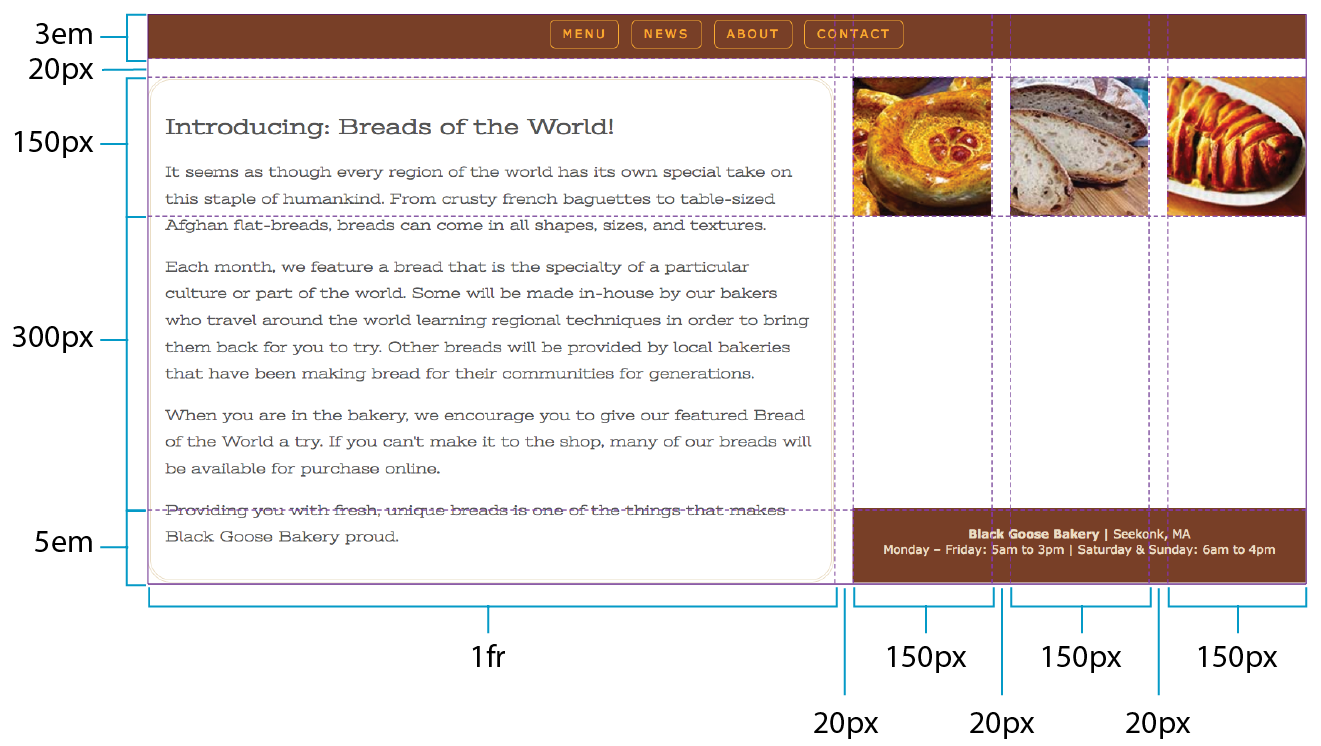 3em
MENU NEWS ABOUT CONTACT
20px
150px
Introducing: Breads of the World!
It seems as though every region of the world has its own special take on
this staple of humankind. From crusty french baguettes to table-sized
Afghan flat-breads, breads can come in all shapes, sizes, and textures.
300px
Each month, we feature a bread that is the specialty of a particular
culture or part of the world. Some will be made in-house by our bakers
who travel around the world learning regional techniques in order to bring
them back for you to try. Other breads will be provided by local bakeries
that have been making bread for their communities for generations.
When you are in the bakery, we encourage you to give our featured Bread
of the World a try. If you can't make it to the shop, many of our breads will
be available for purchase online.
Providing you with fresh, unique breads is one of the things that makes
Black Goose Bakery proud.
5em
Black Goose Bakery | Seekonk, MA
Monday – Friday: 5am to 3pm | Saturday & Sunday: 6am to 4pm
1fr
150px 150px 150px
20px 20px 20px